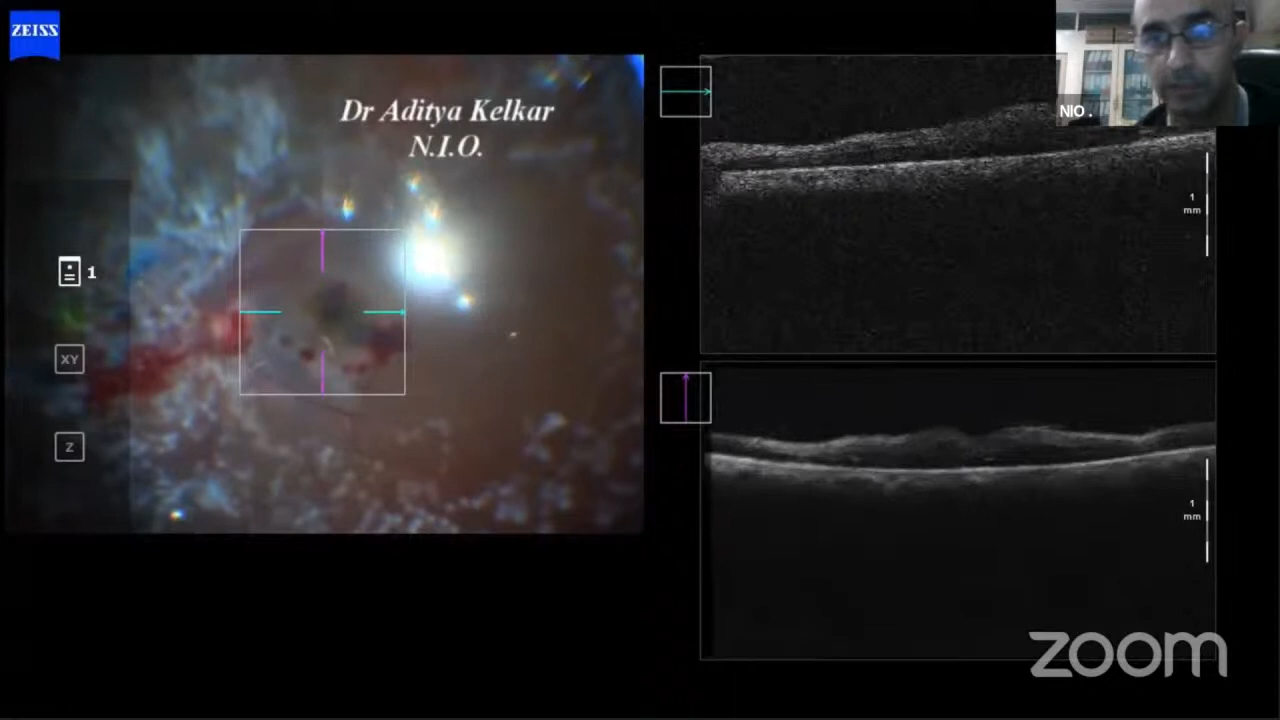 ZEISS
Dr Aditya Kelkar
N.I.O.
NIO .
1
mm
1
XY
Z
1
mm
zoom